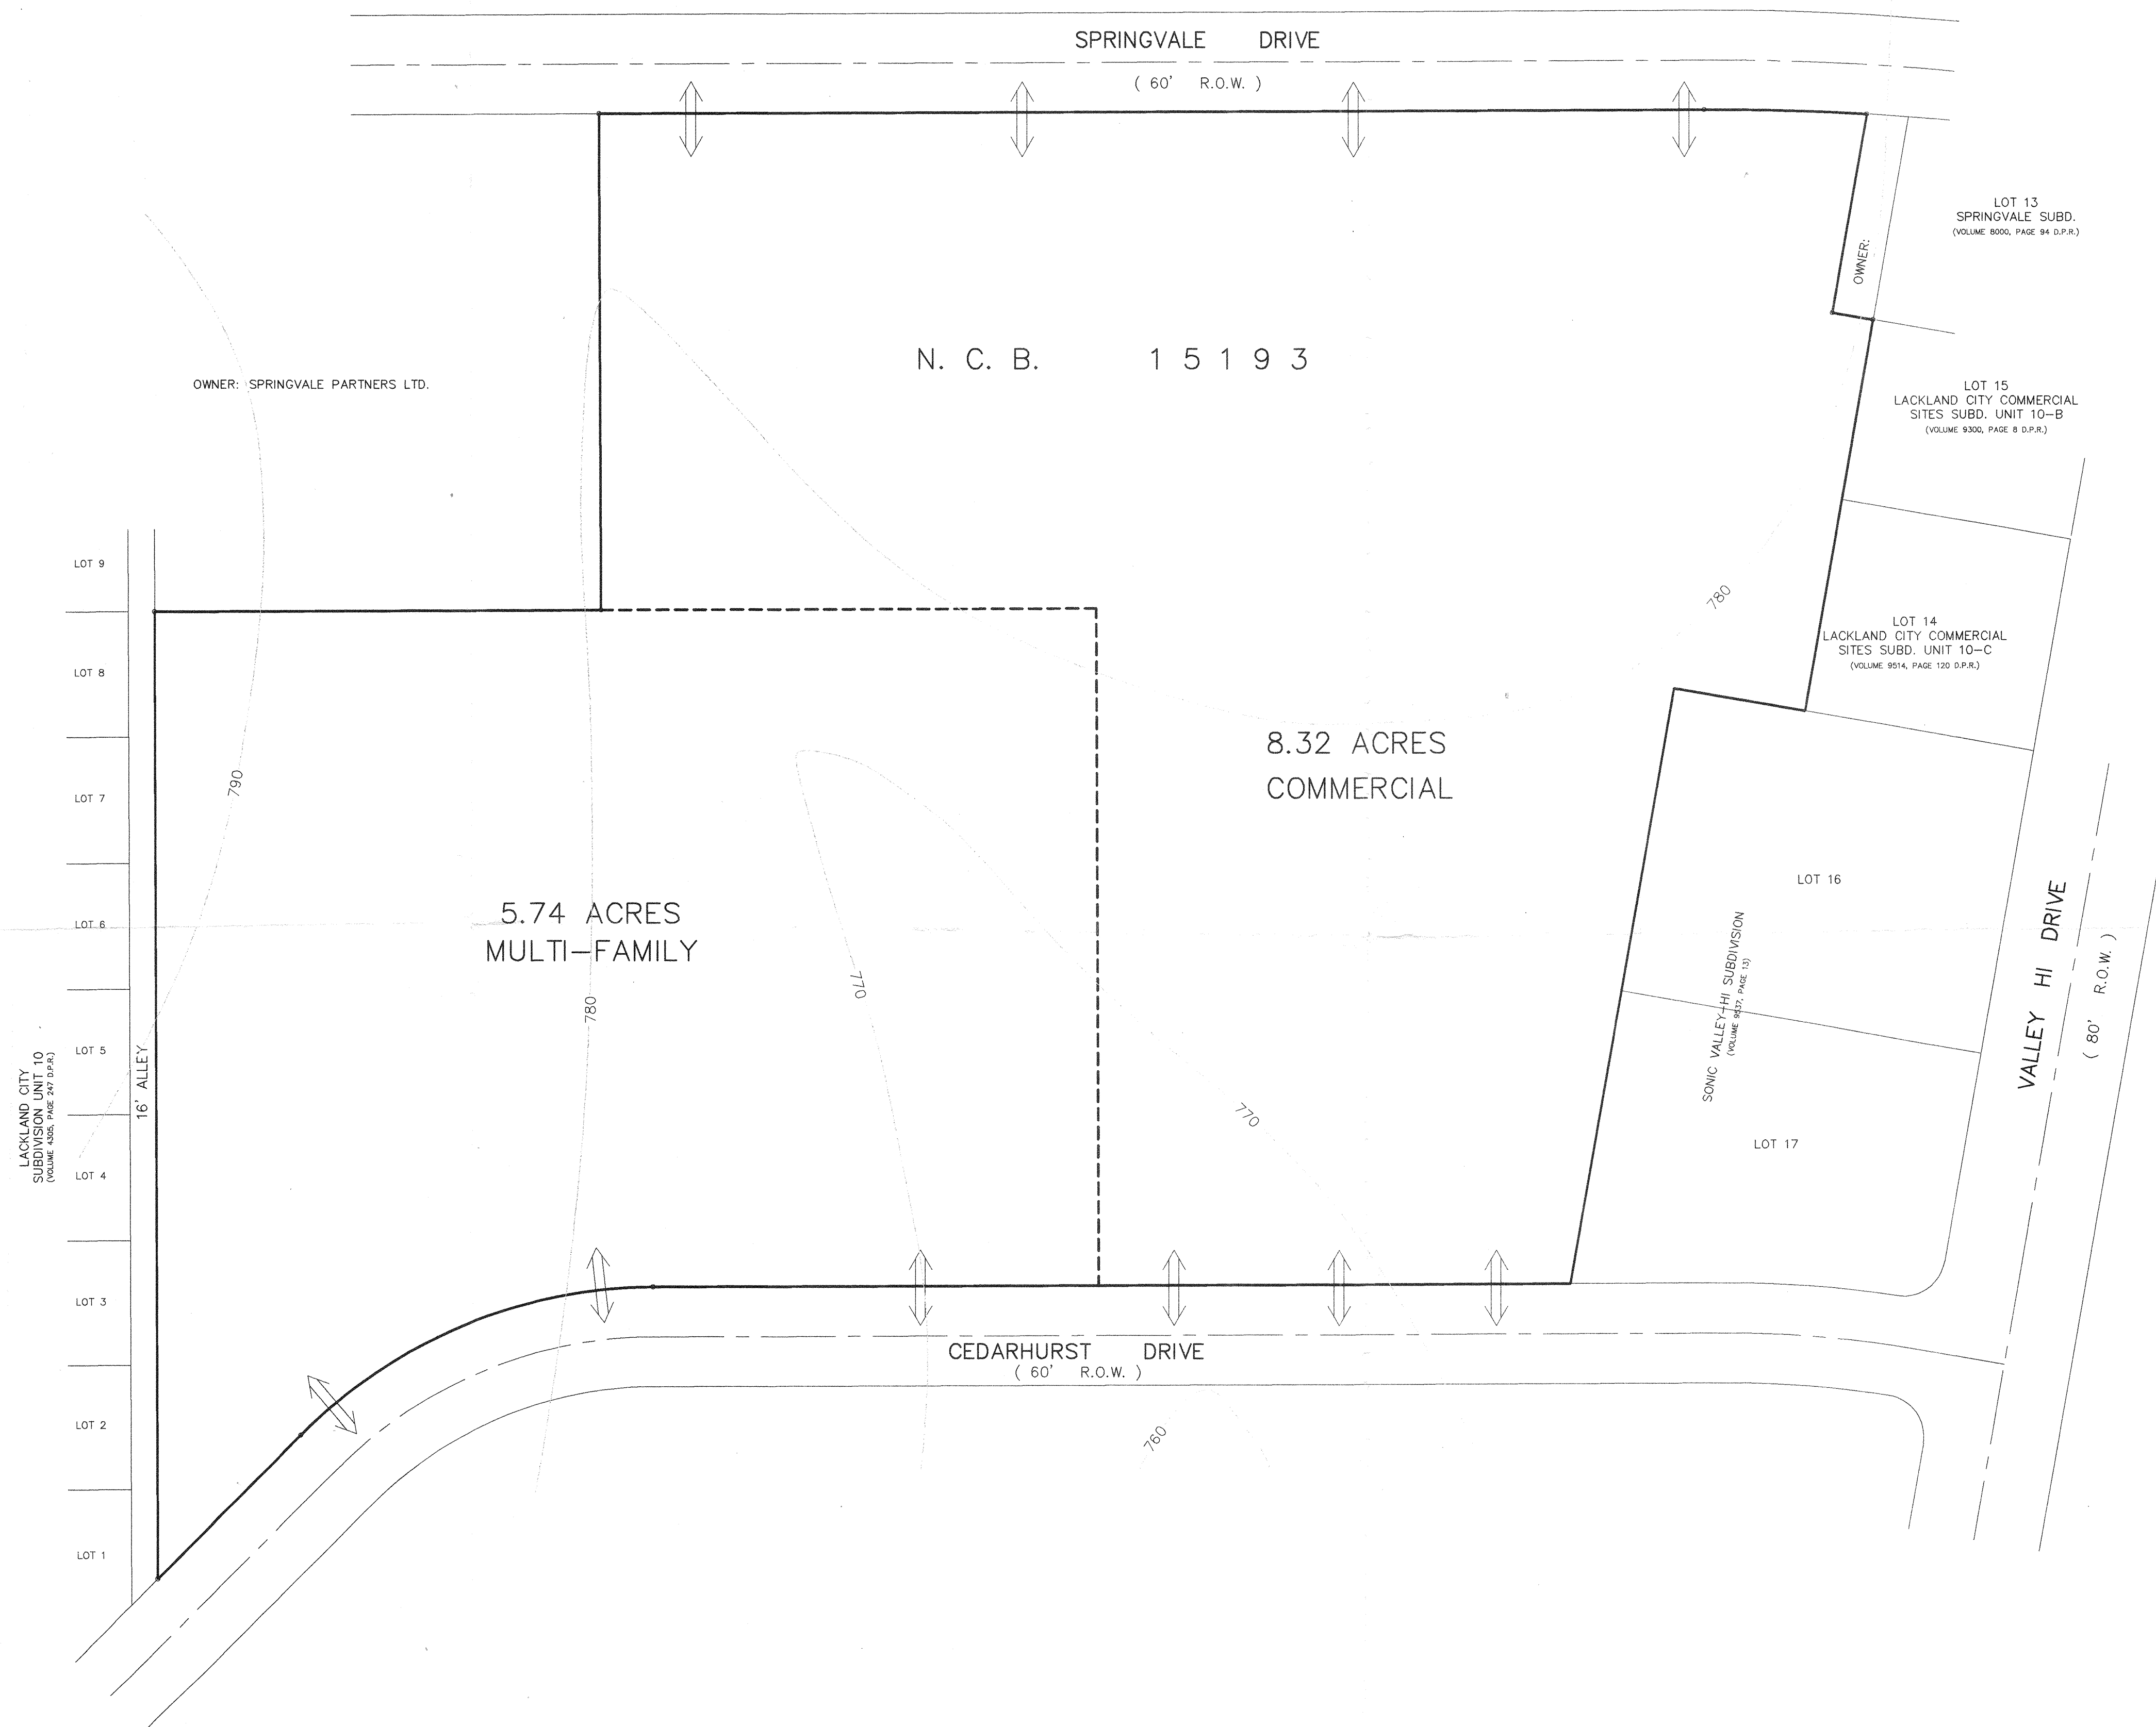 SPRINGVALE DRIVE
( 60' R.O.W. )
LOT 13
SPRINGVALE SUBD.
(VOLUME 8000, PAGE 94 D.P.R.)
OWNER:
N. C. B. 15193
OWNER: SPRINGVALE PARTNERS LTD.
LOT 15
LACKLAND CITY COMMERCIAL
SITES SUBD. UNIT 10-B
(VOLUME 9300, PAGE 8 D.P.R.)
LOT 9
780
LOT 14
LACKLAND CITY COMMERCIAL
SITES SUBD. UNIT 10-C
(VOLUME 9514, PAGE 120 D.P.R.)
LOT 8
8.32 ACRES
COMMERCIAL
790
LOT 7
LOT 16
5.74 ACRES
MULTI-FAMILY
LOT 6
770
780
SONIC VALLEY-HI SUBDIVISION
(VOLUME 9537, PAGE 13)
VALLEY HI DRIVE
( 80' R.O.W. )
LOT 5
16' ALLEY
LACKLAND CITY
SUBDIVISION UNIT 10
(VOLUME 4305, PAGE 247 D.P.R.)
770
LOT 17
LOT 4
LOT 3
CEDARHURST DRIVE
( 60' R.O.W. )
LOT 2
760
LOT 1